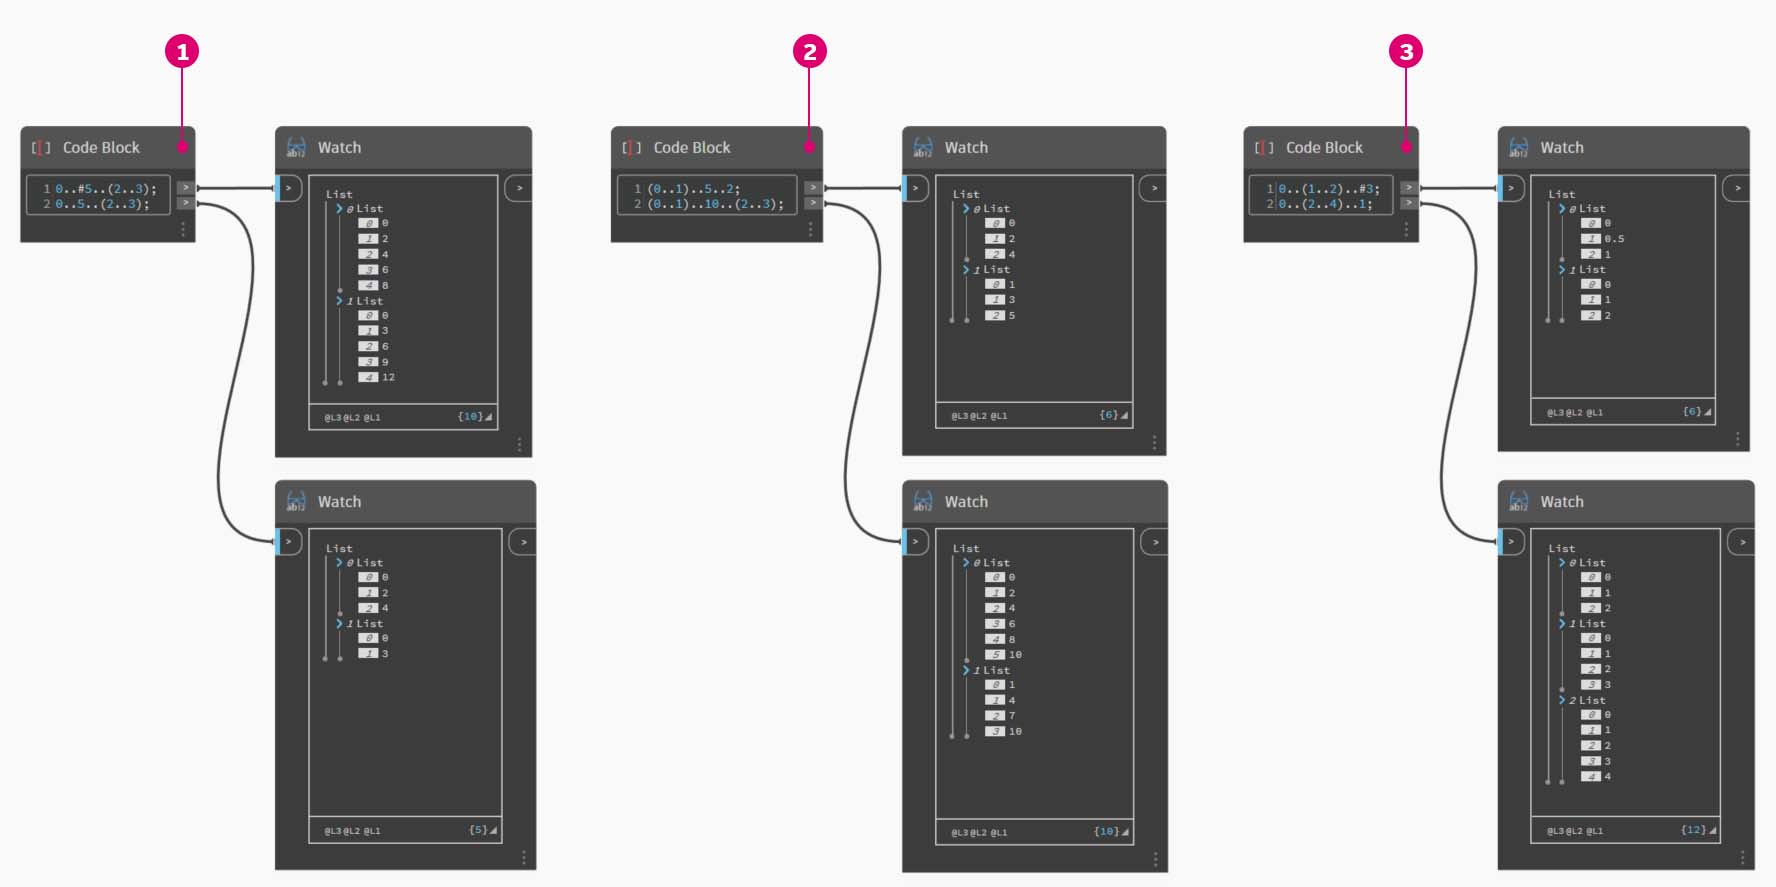 1
2
3
[ ] Code Block
1 0..#5..(2..3);
2 0..5..(2..3);
>
>
ab12 Watch
>
>
List
0 List
0 0
1 2
2 4
3 6
4 8
1 List
0 0
1 3
2 6
3 9
4 12
@L3 @L2 @L1 {10}
ab12 Watch
>
>
List
0 List
0 0
1 2
2 4
1 List
0 0
1 3
@L3 @L2 @L1 {5}
[ ] Code Block
1 (0..1)..5..2;
2 (0..1)..10..(2..3);
>
>
ab12 Watch
>
>
List
0 List
0 0
1 2
2 4
1 List
0 1
1 3
2 5
@L3 @L2 @L1 {6}
ab12 Watch
>
>
List
0 List
0 0
1 2
2 4
3 6
4 8
5 10
1 List
0 1
1 4
2 7
3 10
@L3 @L2 @L1 {10}
[ ] Code Block
1 0..(1..2)..#3;
2 0..(2..4)..1;
>
>
ab12 Watch
>
>
List
0 List
0 0
1 0.5
2 1
1 List
0 0
1 1
2 2
@L3 @L2 @L1 {6}
ab12 Watch
>
>
List
0 List
0 0
1 1
2 2
1 List
0 0
1 1
2 2
3 3
2 List
0 0
1 1
2 2
3 3
4 4
@L3 @L2 @L1 {12}